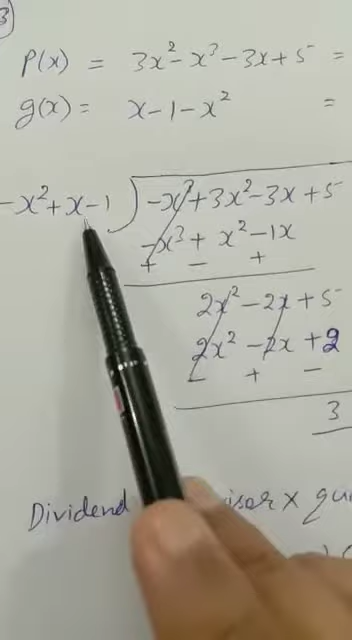 3
p(x) = 3x² - x³ - 3x + 5 =
g(x) = x - 1 - x² =
-x² + x - 1 ) -x³ + 3x² - 3x + 5
-x³ + x² - 1x
+ - +
2x² - 2x + 5
2x² - 2x + 2
- + -
3
Dividend x